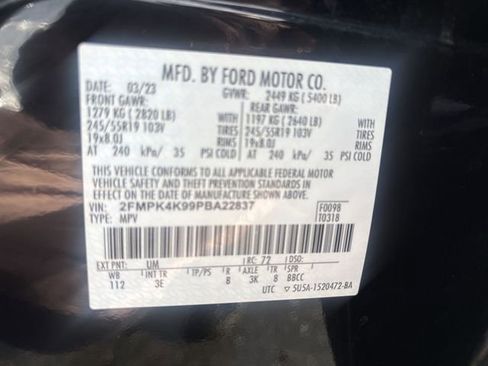 MFD. BY FORD MOTOR CO.
DATE: 03/23 GVWR: 2449 KG ( 5400 LB)
FRONT GAWR: REAR GAWR:
1279 KG ( 2820 LB) 1197 KG ( 2640 LB)
245/55R19 103V WITH TIRES 245/55R19 103V WITH TIRES
19x8.0J RIMS 19x8.0J RIMS
AT 240 kPa/ 35 PSI COLD AT 240 kPa/ 35 PSI COLD
THIS VEHICLE CONFORMS TO ALL APPLICABLE FEDERAL MOTOR
VEHICLE SAFETY AND THEFT PREVENTION STANDARDS IN
EFFECT ON THE DATE OF MANUFACTURE SHOWN ABOVE.
VIN: 2FMPK4K99PBA22837 F0098
TYPE: MPV T0318
EXT PNT: UM RC: 72 DSO:
WB INT TR TP/PS R AXLE TR SPR
112 3E 8 3K 8 BBCC
UTC ▽ 5U5A-1520472-BA